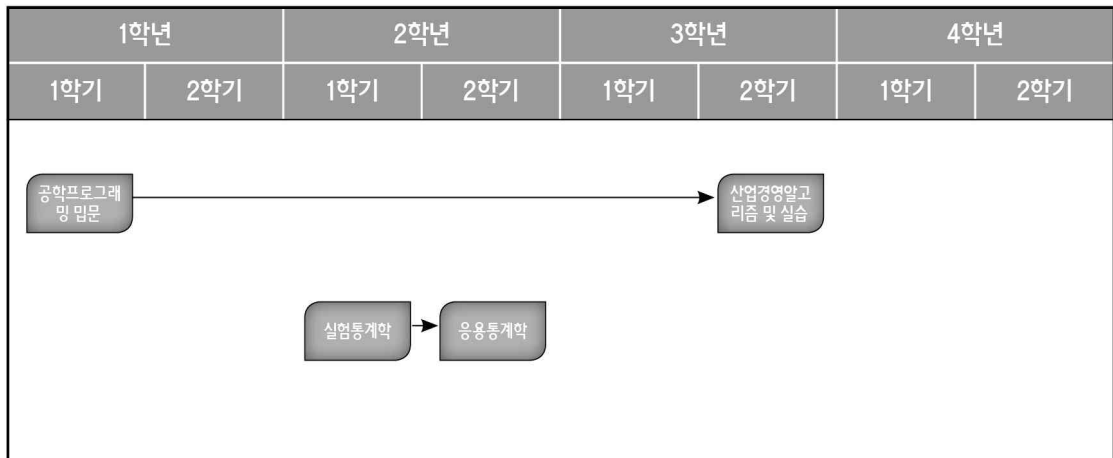 1학년 2학년 3학년 4학년
1학기 2학기 1학기 2학기 1학기 2학기 1학기 2학기
공학프로그래
밍 밉문
산업경영알고
리즘 및 실습
실험통계학
응용통계학